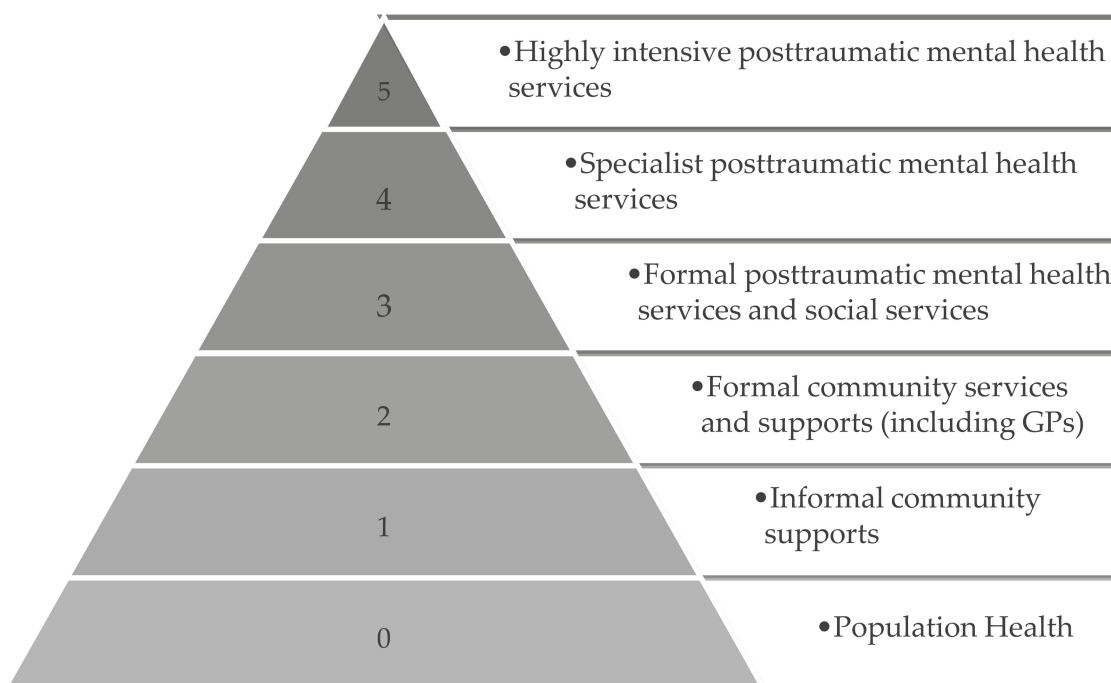 •Highly intensive posttraumatic mental health
services
5
•Specialist posttraumatic mental health
services
4
•Formal posttraumatic mental health
services and social services
3
•Formal community services
and supports (including GPs)
2
•Informal community
supports
1
•Population Health
0